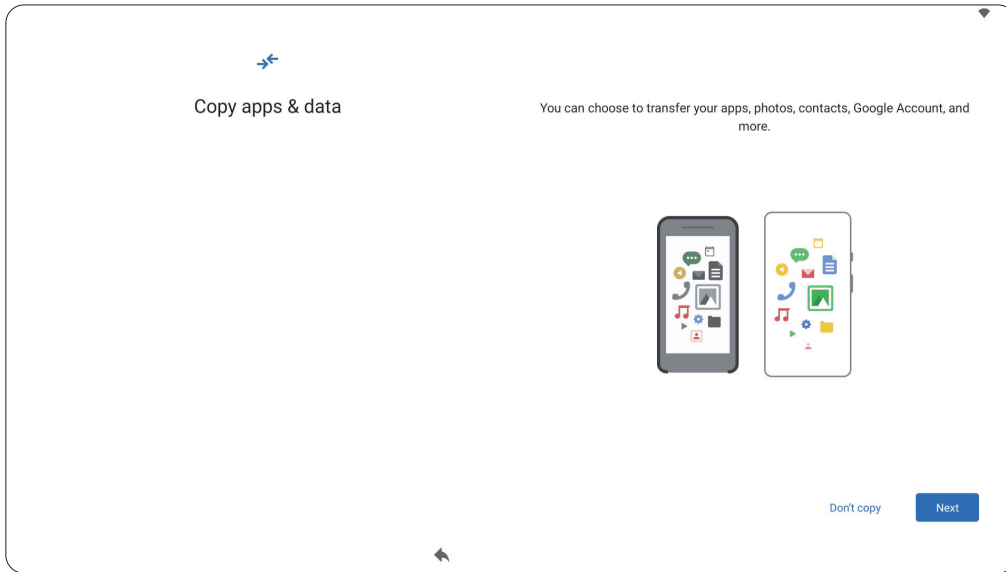 Copy apps & data
You can choose to transfer your apps, photos, contacts, Google Account, and
more.
Don't copy
Next